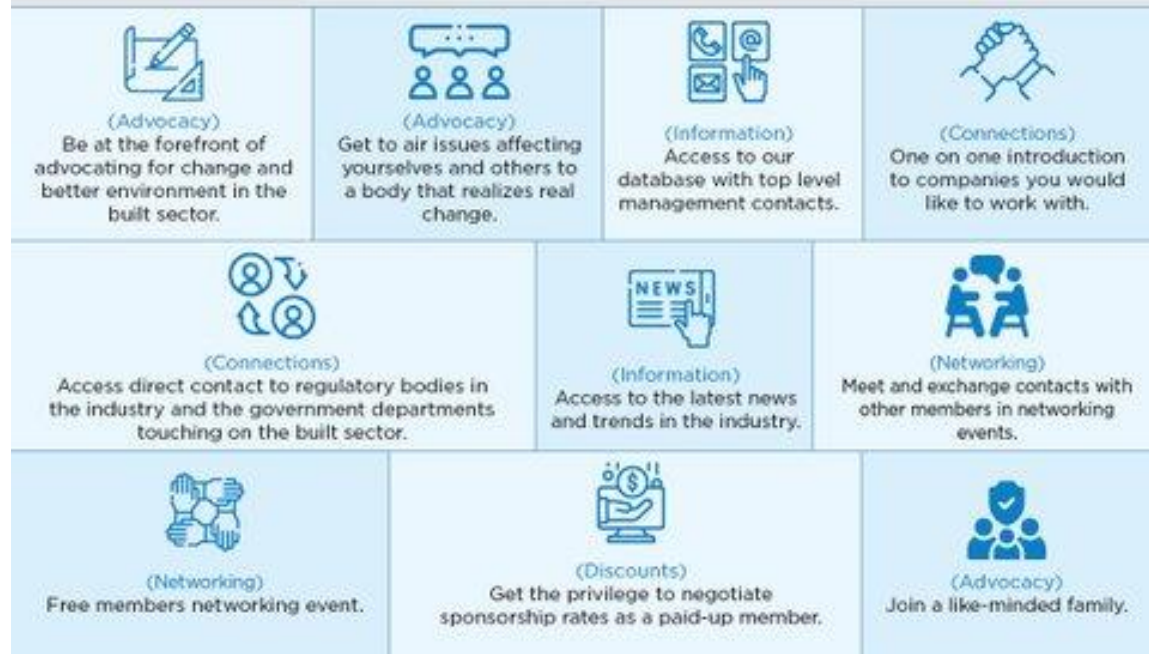 (Advocacy)
Be at the forefront of
advocating for change and
better environment in the
built sector.
(Advocacy)
Get to air issues affecting
yourselves and others to
a body that realizes real
change.
@
(Information)
Access to our
database with top level
management contacts.
(Connections)
One on one introduction
to companies you would
like to work with.
(Connections)
Access direct contact to regulatory bodies in
the industry and the government departments
touching on the built sector.
NEWS
(Information)
Access to the latest news
and trends in the industry.
(Networking)
Meet and exchange contacts with
other members in networking
events.
(Networking)
Free members networking event.
$
(Discounts)
Get the privilege to negotiate
sponsorship rates as a paid-up member.
(Advocacy)
Join a like-minded family.